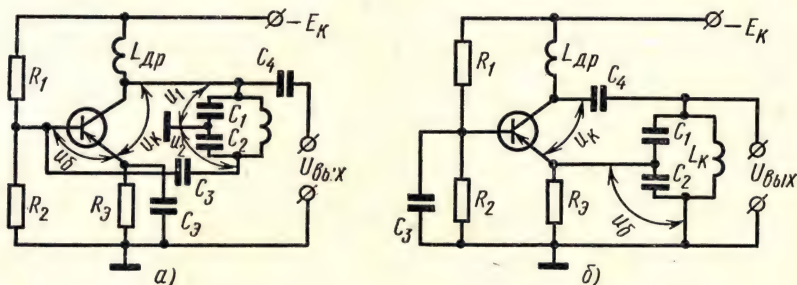 – Eк
Lдр
C4
R1
u1
C1
uк
C2
u2
uб
Uвых
C3
R2
Rэ
Cэ
а)
– Eк
R1
Lдр
C4
uк
C1
Lк
Uвых
C2
R2
C3
Rэ
uб
б)